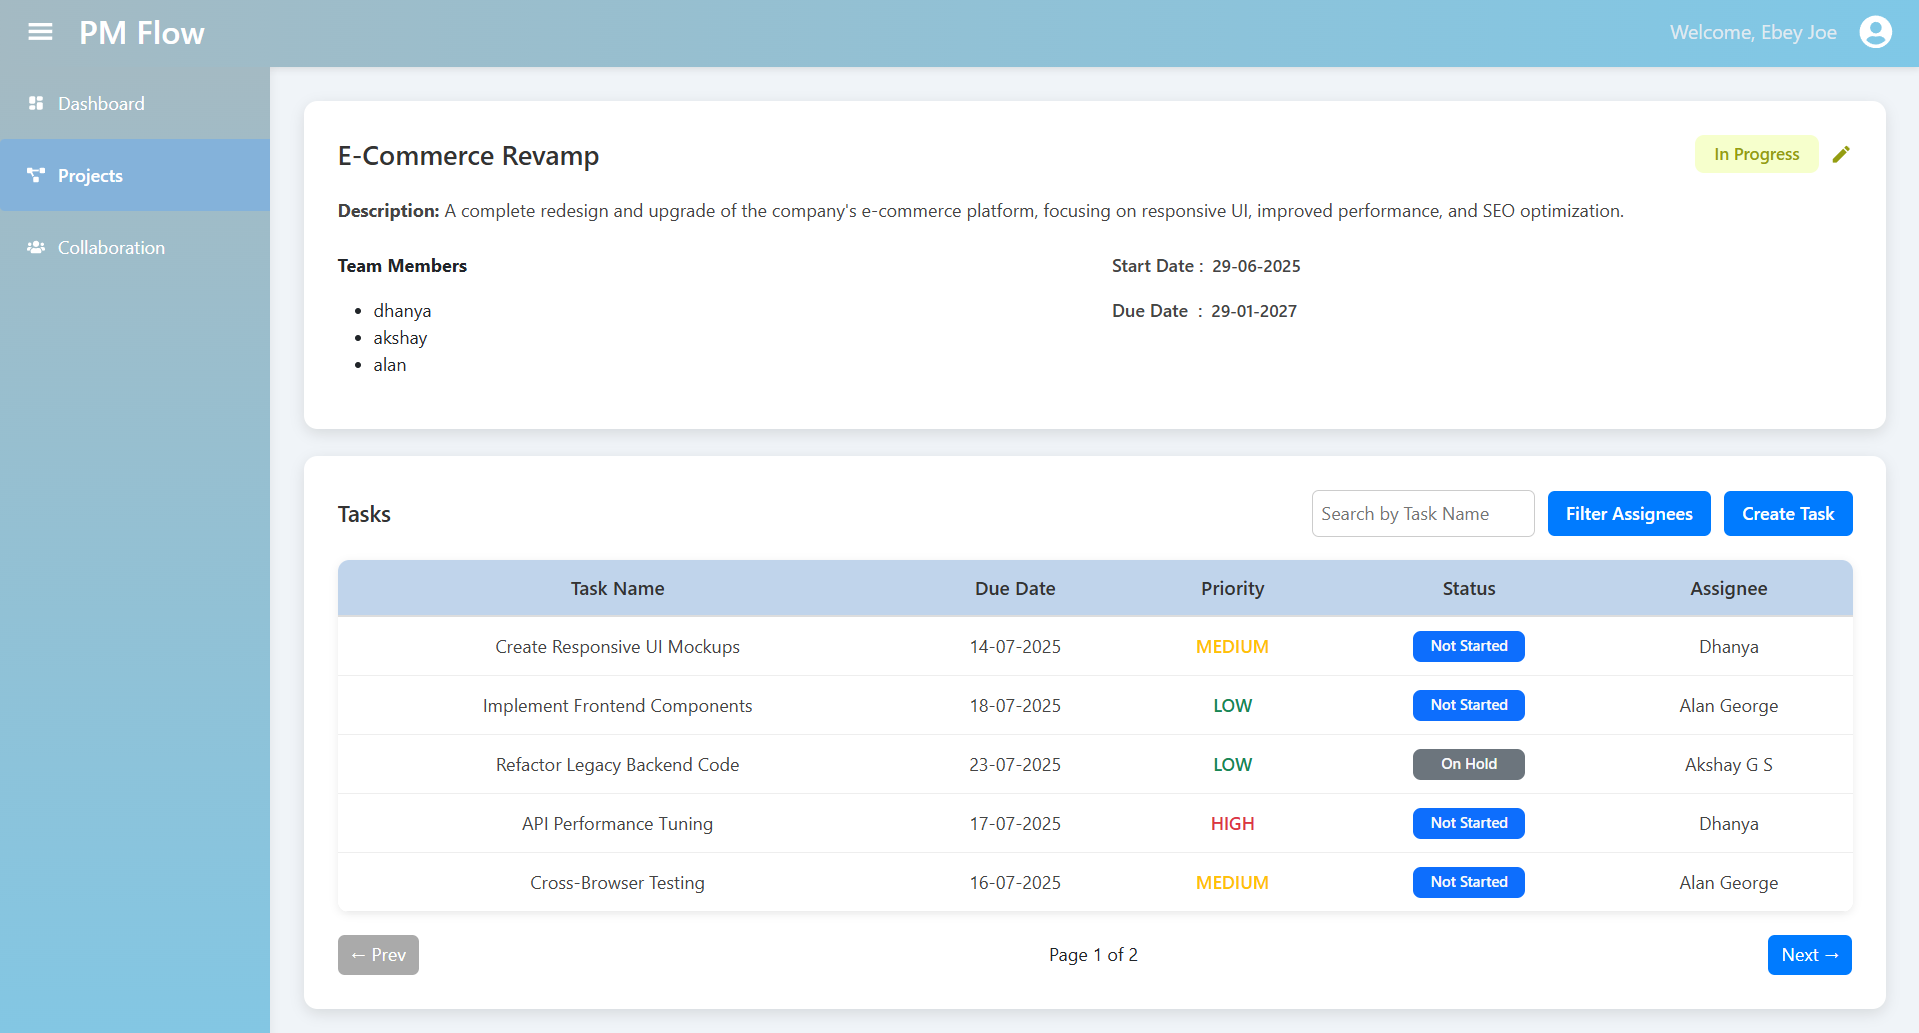 PM Flow
Welcome, Ebey Joe
Dashboard
Projects
Collaboration
E-Commerce Revamp
In Progress
Description: A complete redesign and upgrade of the company's e-commerce platform, focusing on responsive UI, improved performance, and SEO optimization.
Team Members
Start Date : 29-06-2025
• dhanya
Due Date : 29-01-2027
• akshay
• alan
Tasks
Search by Task Name
Filter Assignees
Create Task
Task Name Due Date Priority Status Assignee
Create Responsive UI Mockups 14-07-2025 MEDIUM Not Started Dhanya
Implement Frontend Components 18-07-2025 LOW Not Started Alan George
Refactor Legacy Backend Code 23-07-2025 LOW On Hold Akshay G S
API Performance Tuning 17-07-2025 HIGH Not Started Dhanya
Cross-Browser Testing 16-07-2025 MEDIUM Not Started Alan George
← Prev
Page 1 of 2
Next →